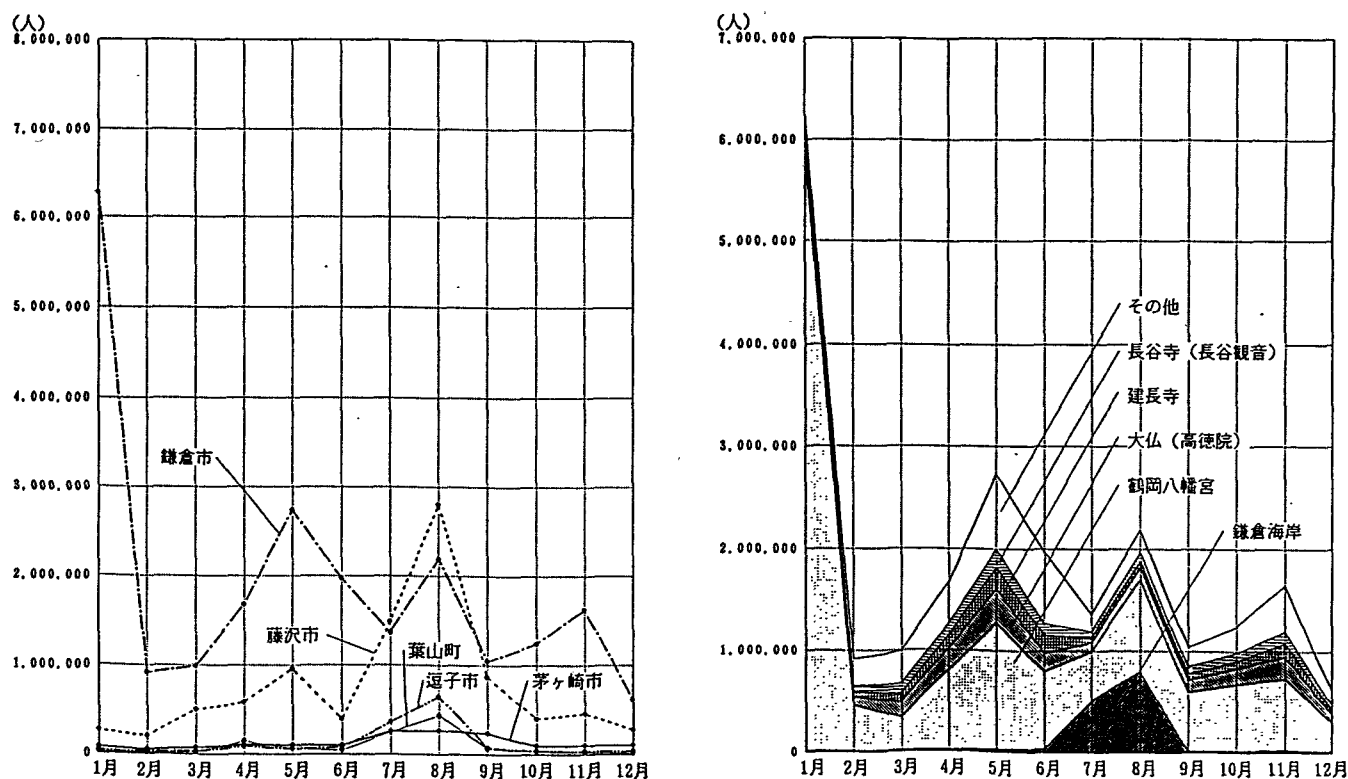 (人)
8,000,000
7,000,000
6,000,000
5,000,000
4,000,000
3,000,000
2,000,000
1,000,000
0
鎌倉市
藤沢市
葉山町
逗子市
茅ヶ崎市
1月 2月 3月 4月 5月 6月 7月 8月 9月 10月 11月 12月
(人)
7,000,000
6,000,000
5,000,000
4,000,000
3,000,000
2,000,000
1,000,000
0
その他
長谷寺（長谷観音）
建長寺
大仏（高徳院）
鶴岡八幡宮
鎌倉海岸
1月 2月 3月 4月 5月 6月 7月 8月 9月 10月 11月 12月